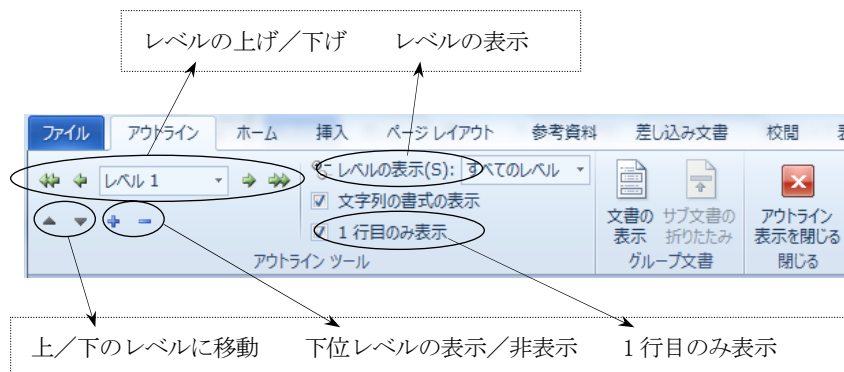 レベルの上げ／下げ　　レベルの表示
ファイル アウトライン ホーム 挿入 ページ レイアウト 参考資料 差し込み文書 校閲
レベル 1 レベルの表示(S): すべてのレベル
文字列の書式の表示
1 行目のみ表示
文書の表示 サブ文書の折りたたみ アウトライン表示を閉じる
アウトライン ツール グループ文書 閉じる
上／下のレベルに移動　　下位レベルの表示／非表示　　1 行目のみ表示